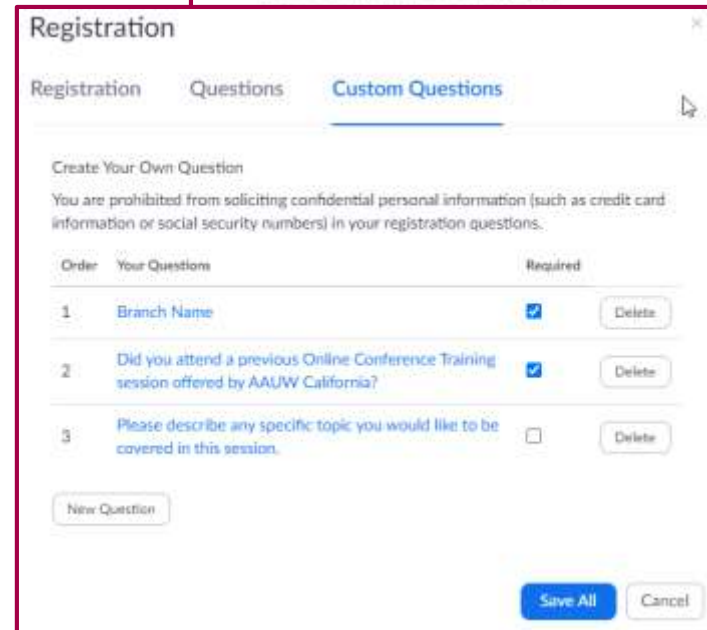 Registration
×
Registration Questions Custom Questions
Create Your Own Question
You are prohibited from soliciting confidential personal information (such as credit card
information or social security numbers) in your registration questions.
Order Your Questions Required
1 Branch Name Delete
2 Did you attend a previous Online Conference Training
session offered by AAUW California? Delete
3 Please describe any specific topic you would like to be
covered in this session. Delete
New Question
Save All Cancel